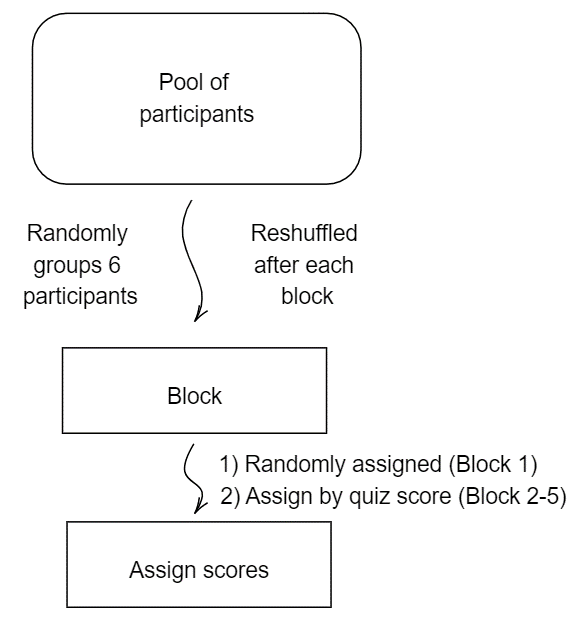 Pool of
participants
Randomly
groups 6
participants
Reshuffled
after each
block
Block
1) Randomly assigned (Block 1)
2) Assign by quiz score (Block 2-5)
Assign scores